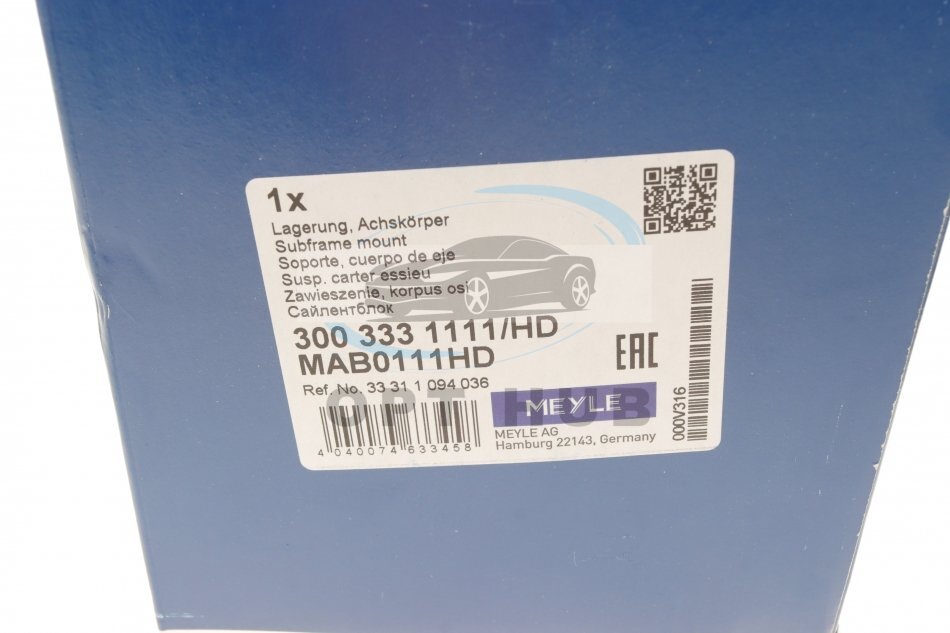 1x
Lagerung, Achskörper
Subframe mount
Soporte, cuerpo de eje
Susp. carter essieu
Zawieszenie, korpus osi
Сайлентблок
300 333 1111/HD
MAB0111HD
Ref. No. 33 31 1 094 036
EAC
OPT HUB
MEYLE
MEYLE AG
Hamburg 22143, Germany
4 040074 633458
000V316